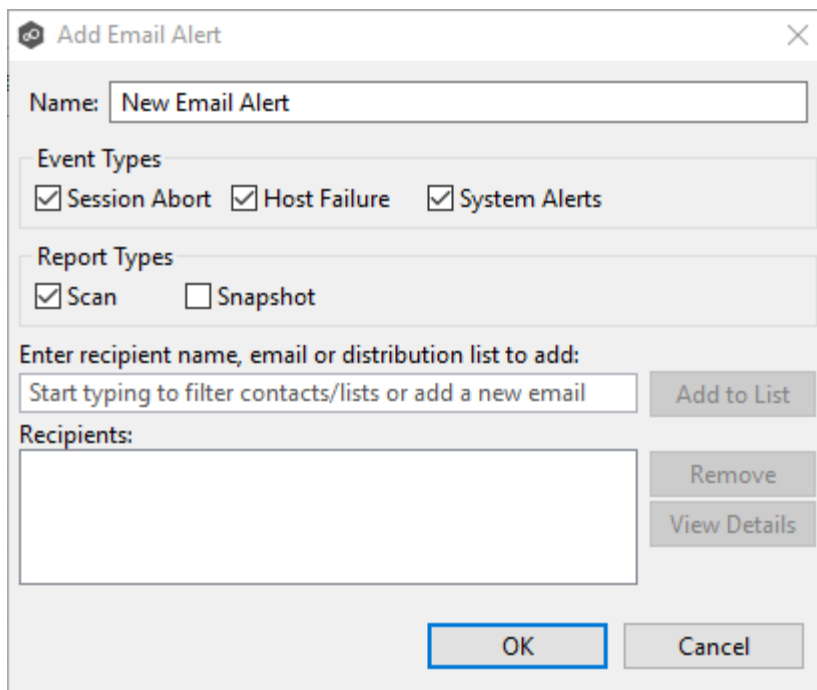 Add Email Alert
Name: New Email Alert
Event Types
Session Abort Host Failure System Alerts
Report Types
Scan Snapshot
Enter recipient name, email or distribution list to add:
Start typing to filter contacts/lists or add a new email Add to List
Recipients:
Remove
View Details
OK Cancel